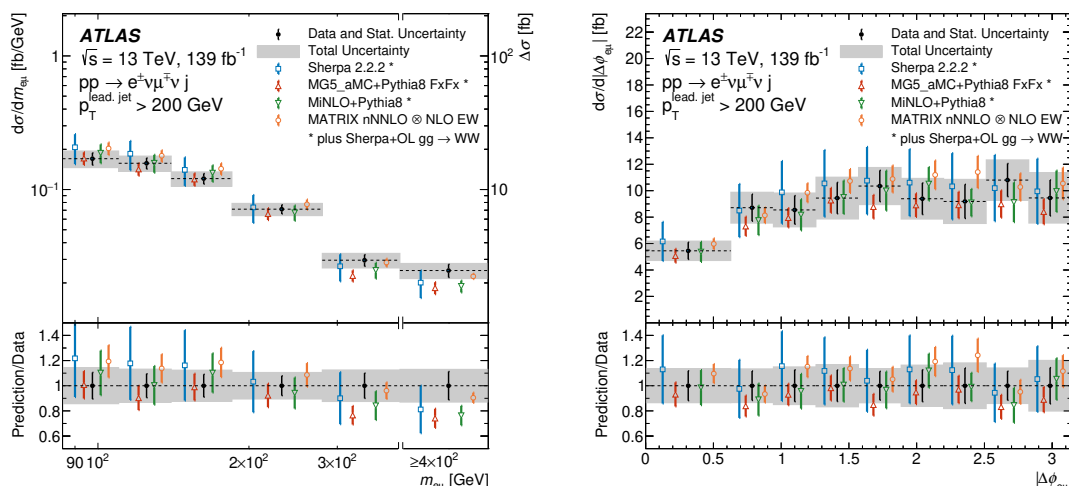 dσ/dm_eμ [fb/GeV]
Δσ [fb]
ATLAS
√s = 13 TeV, 139 fb⁻¹
pp → e±νμ∓ν j
p_T^lead. jet > 200 GeV
Data and Stat. Uncertainty
Total Uncertainty
Sherpa 2.2.2 *
MG5_aMC+Pythia8 FxFx *
MiNLO+Pythia8 *
MATRIX nNNLO ⊗ NLO EW
* plus Sherpa+OL gg → WW
1
10⁻¹
10²
10
Prediction/Data
1.4
1.2
1.0
0.8
0.6
90 10² 2×10² 3×10² ≥4×10²
[GeV]
dσ/d|Δφ_eμ| [fb]
ATLAS
√s = 13 TeV, 139 fb⁻¹
pp → e±νμ∓ν j
p_T^lead. jet > 200 GeV
Data and Stat. Uncertainty
Total Uncertainty
Sherpa 2.2.2 *
MG5_aMC+Pythia8 FxFx *
MiNLO+Pythia8 *
MATRIX nNNLO ⊗ NLO EW
* plus Sherpa+OL gg → WW
22
20
18
16
14
12
10
8
6
4
2
Prediction/Data
1.4
1.2
1.0
0.8
0.6
0 0.5 1 1.5 2 2.5 3